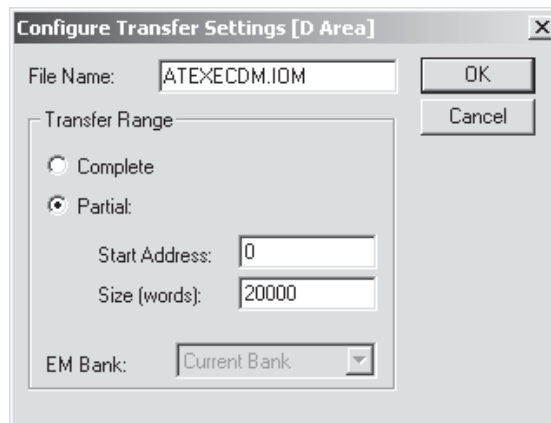 Configure Transfer Settings [D Area]
File Name: ATEXECDM.IOM
OK
Cancel
Transfer Range
Complete
Partial:
Start Address: 0
Size (words): 20000
EM Bank: Current Bank